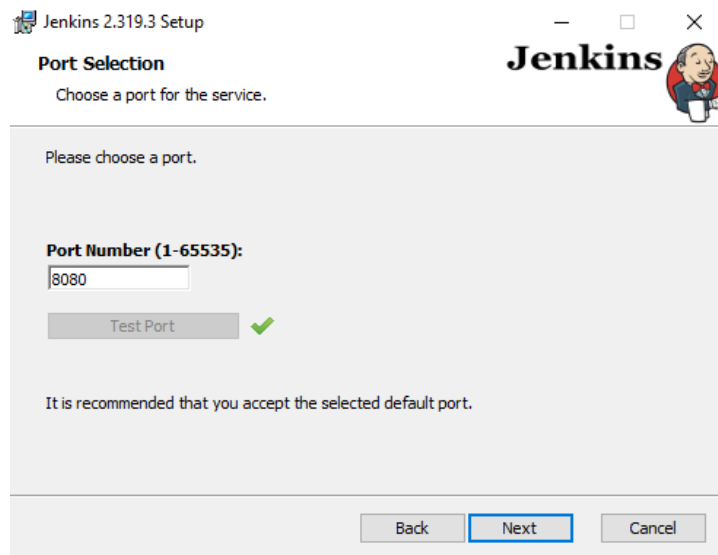 Jenkins 2.319.3 Setup
Port Selection
Jenkins
Choose a port for the service.
Please choose a port.
Port Number (1-65535):
8080
Test Port
It is recommended that you accept the selected default port.
Back Next Cancel